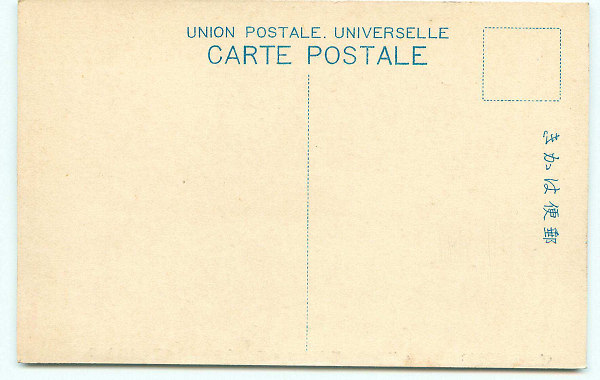 UNION POSTALE. UNIVERSELLE
CARTE POSTALE
郵便はかき